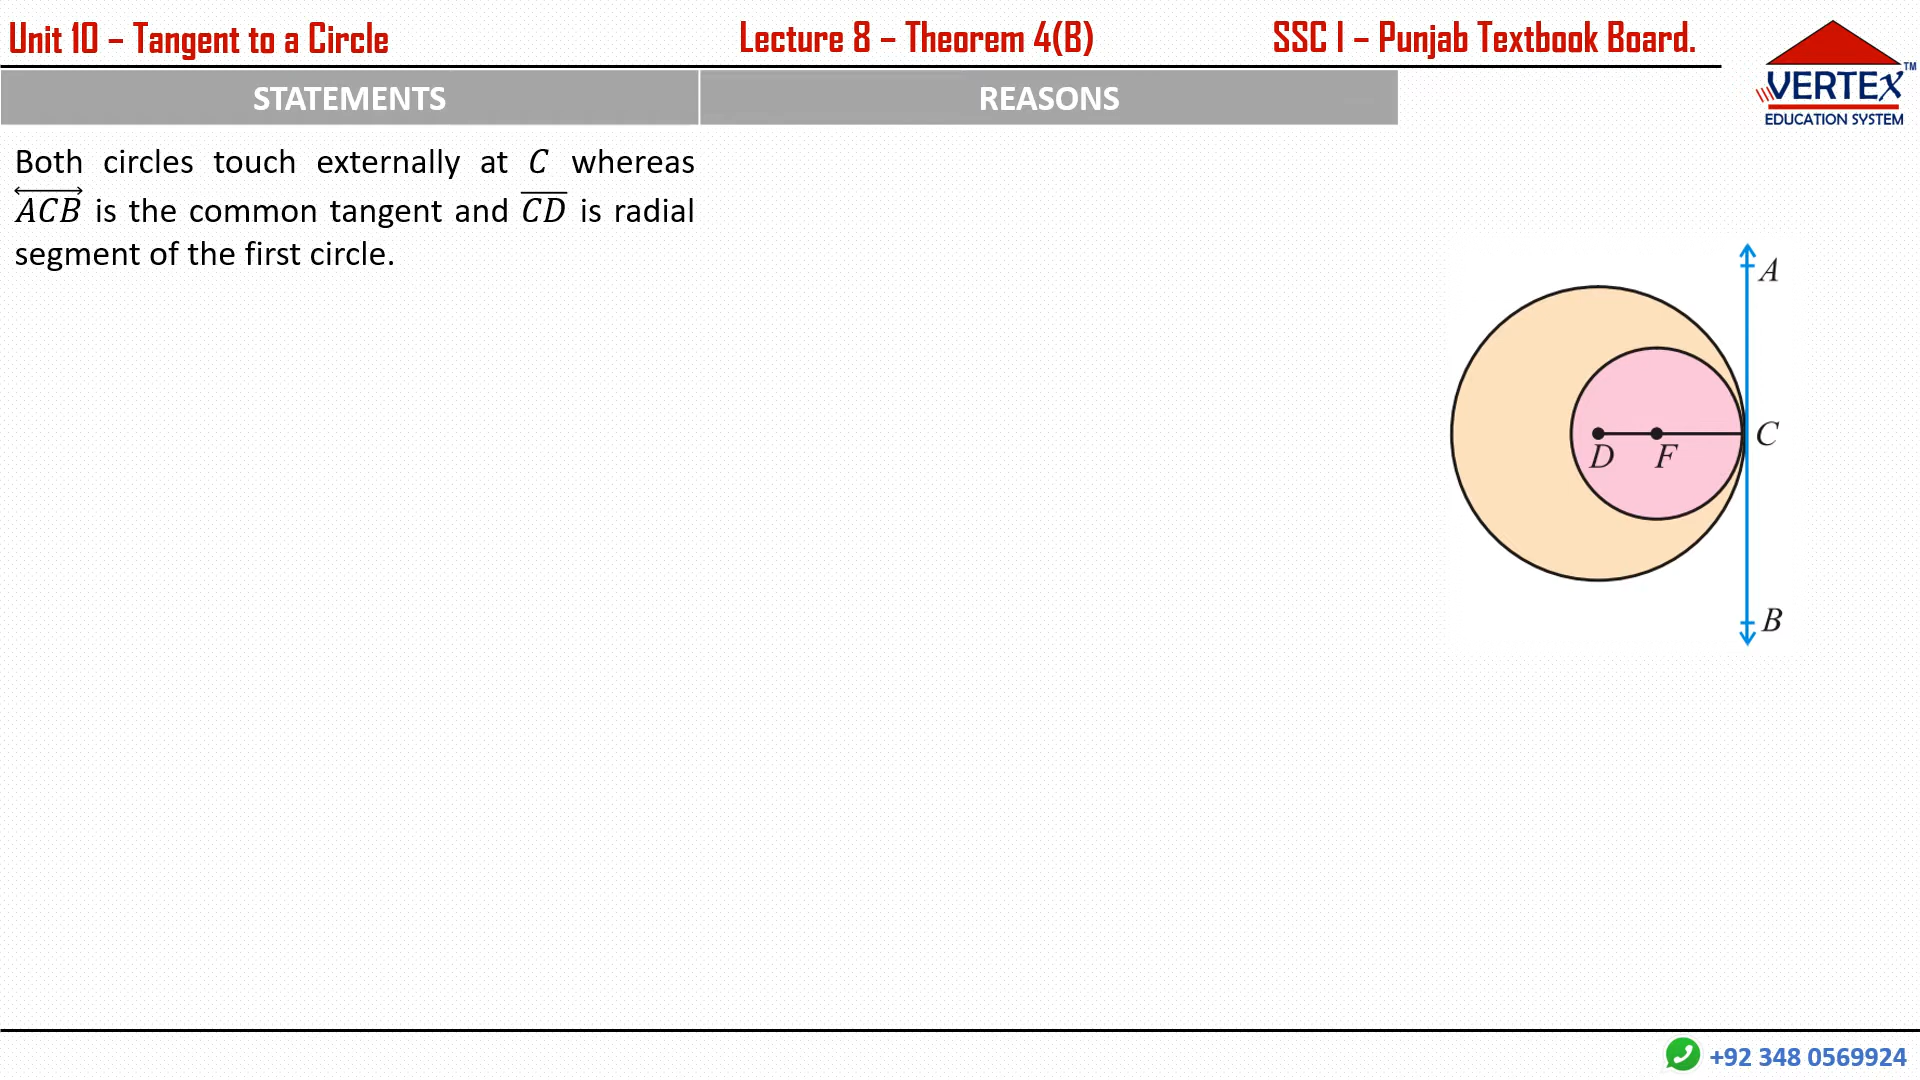 Unit 10 – Tangent to a Circle
Lecture 8 – Theorem 4(B)
SSC I – Punjab Textbook Board.
VERTEX TM
EDUCATION SYSTEM
STATEMENTS
REASONS
Both circles touch externally at C whereas
ACB is the common tangent and CD is radial
segment of the first circle.
A
C
D F
B
+92 348 0569924